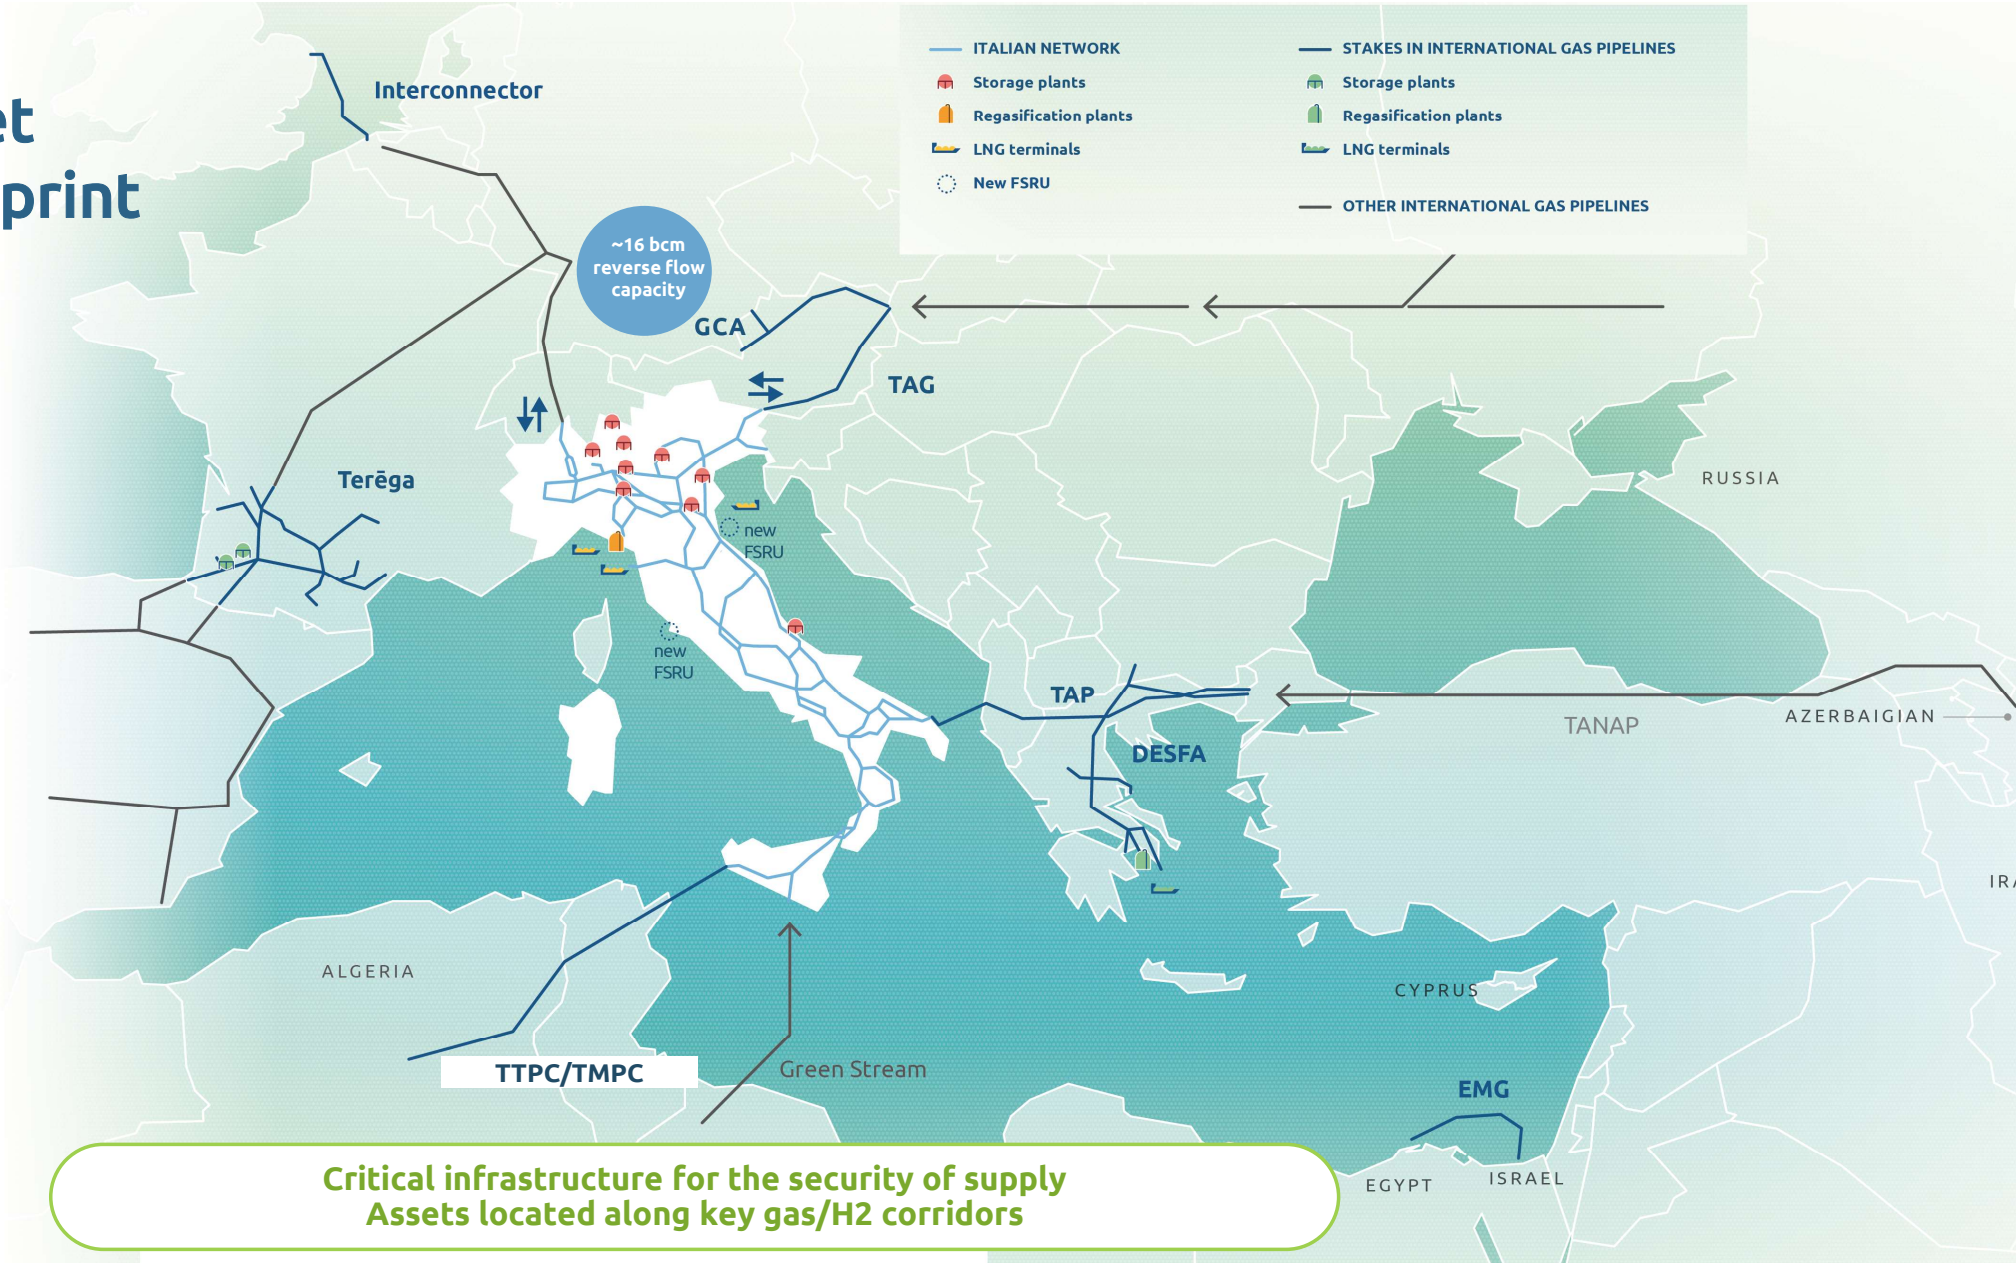 et
print
ITALIAN NETWORK
Storage plants
Regasification plants
LNG terminals
New FSRU
STAKES IN INTERNATIONAL GAS PIPELINES
Storage plants
Regasification plants
LNG terminals
OTHER INTERNATIONAL GAS PIPELINES
Interconnector
~16 bcm
reverse flow
capacity
GCA
TAG
Terēga
RUSSIA
new
FSRU
new
FSRU
TAP
TANAP
AZERBAIGIAN
DESFA
IRA
ALGERIA
CYPRUS
TTPC/TMPC
Green Stream
EMG
EGYPT
ISRAEL
Critical infrastructure for the security of supply
Assets located along key gas/H2 corridors